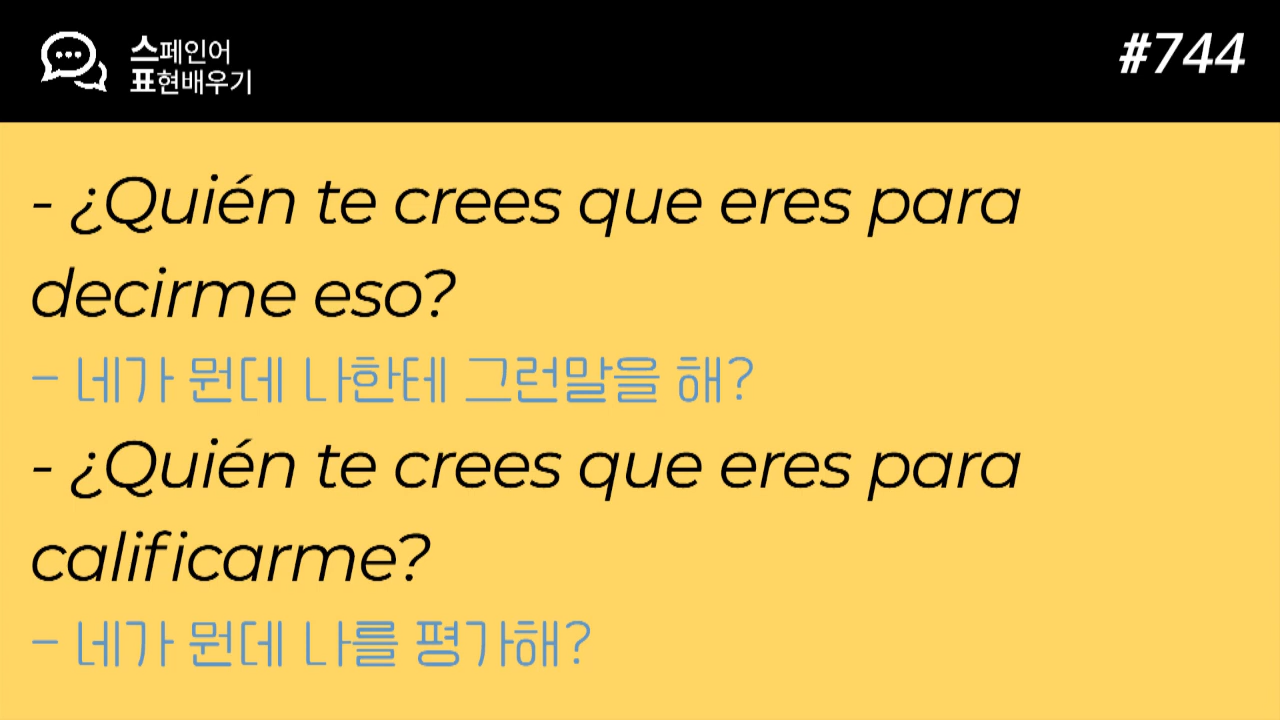 스페인어
표현배우기
#744
- ¿Quién te crees que eres para
decirme eso?
– 네가 뭔데 나한테 그런말을 해?
- ¿Quién te crees que eres para
calificarme?
– 네가 뭔데 나를 평가해?